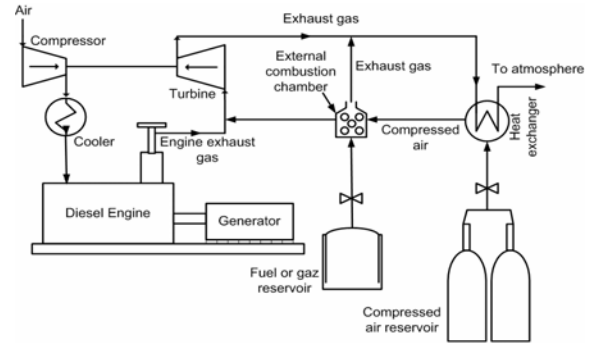 Air
Exhaust gas
Compressor
External
combustion
chamber
Exhaust gas
To atmosphere
Turbine
Cooler
Engine exhaust
gas
Compressed
air
Heat
exchanger
Diesel Engine
Generator
Fuel or gaz
reservoir
Compressed
air reservoir